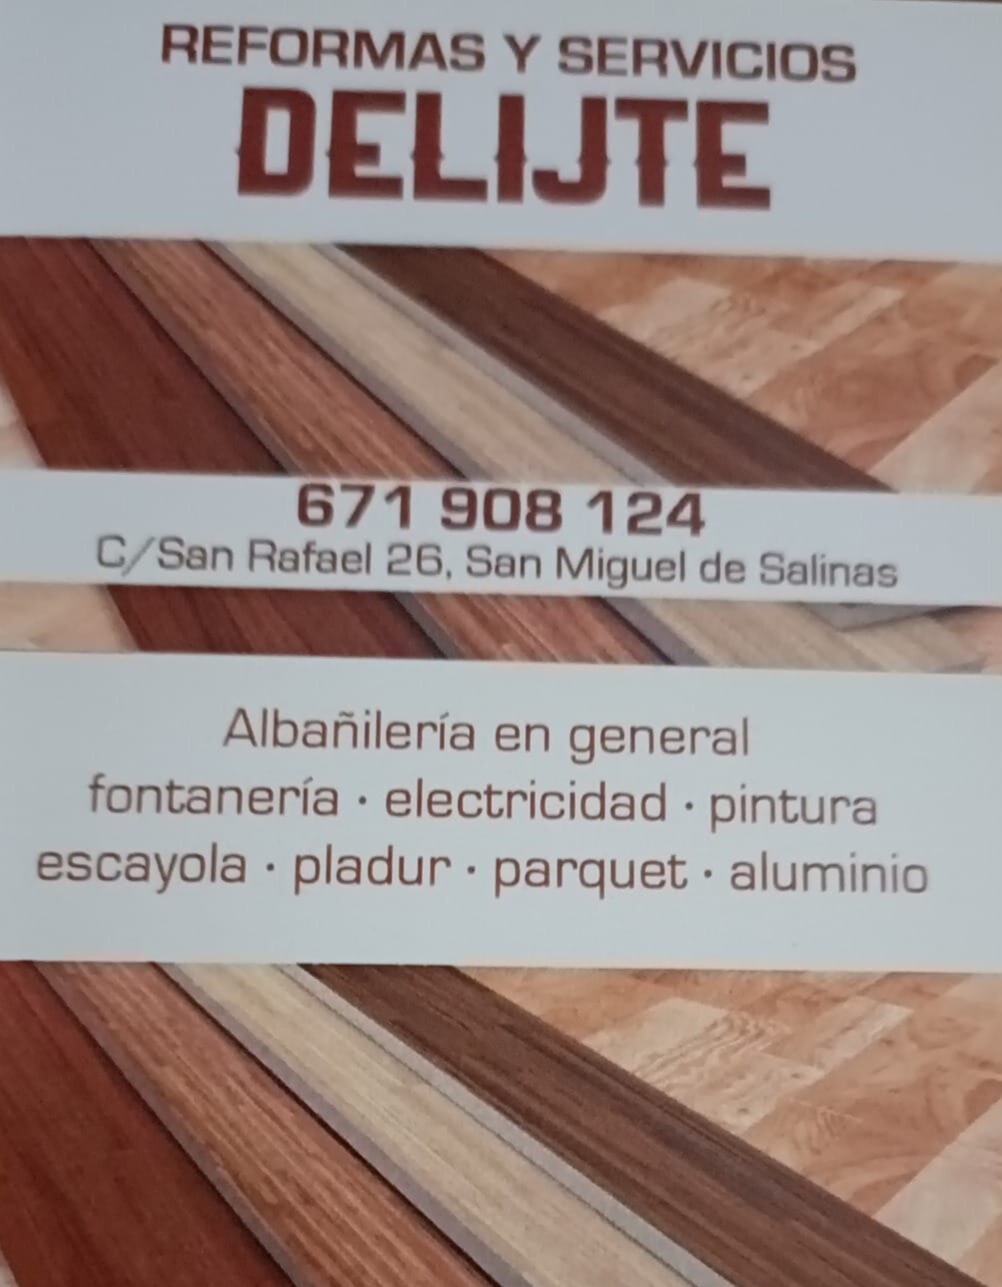 REFORMAS Y SERVICIOS
DELIJTE
671 908 124
C/San Rafael 26, San Miguel de Salinas
Albañilería en general
fontanería · electricidad · pintura
escayola · pladur · parquet · aluminio